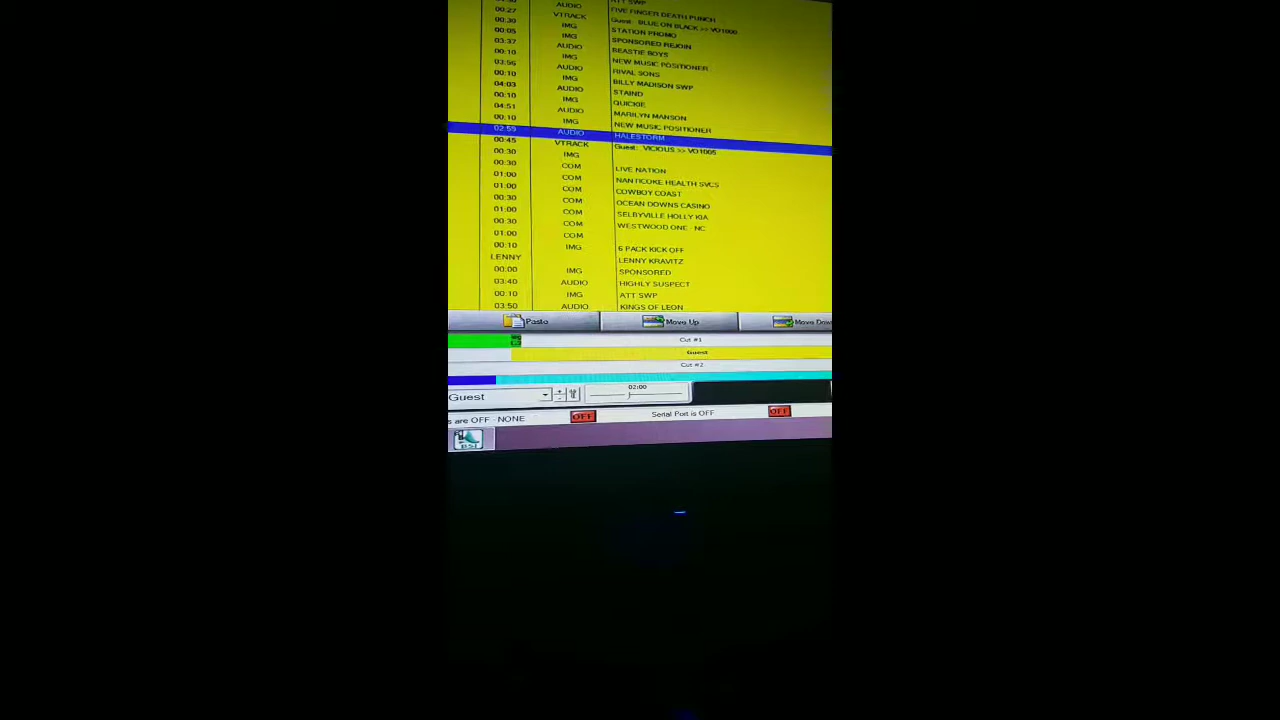 ATT SWP
00:27 AUDIO FIVE FINGER DEATH PUNCH
00:30 VTRACK Guest: BLUE ON BLACK >> VO1000
00:05 IMG STATION PROMO
03:37 IMG SPONSORED REJOIN
00:10 AUDIO BEASTIE BOYS
03:56 IMG NEW MUSIC POSITIONER
00:10 AUDIO RIVAL SONS
04:03 IMG BILLY MADISON SWP
00:10 AUDIO STAIND
04:51 IMG QUICKIE
00:10 AUDIO MARILYN MANSON
IMG NEW MUSIC POSITIONER
02:59 AUDIO HALESTORM
00:45 VTRACK Guest: VICIOUS >> VO1005
00:30 IMG
00:30 COM LIVE NATION
01:00 COM NANTICOKE HEALTH SVCS
01:00 COM COWBOY COAST
00:30 COM OCEAN DOWNS CASINO
01:00 COM SELBYVILLE HOLLY KIA
00:30 COM WESTWOOD ONE - NC
01:00 COM
00:10 IMG 6 PACK KICK OFF
LENNY LENNY KRAVITZ
00:00 IMG SPONSORED
03:40 AUDIO HIGHLY SUSPECT
00:10 IMG ATT SWP
03:50 AUDIO KINGS OF LEON
Paste Move Up Move Down
Cut #1
Guest
Cut #2
Guest 02:00
s are OFF - NONE OFF Serial Port is OFF OFF
BSI